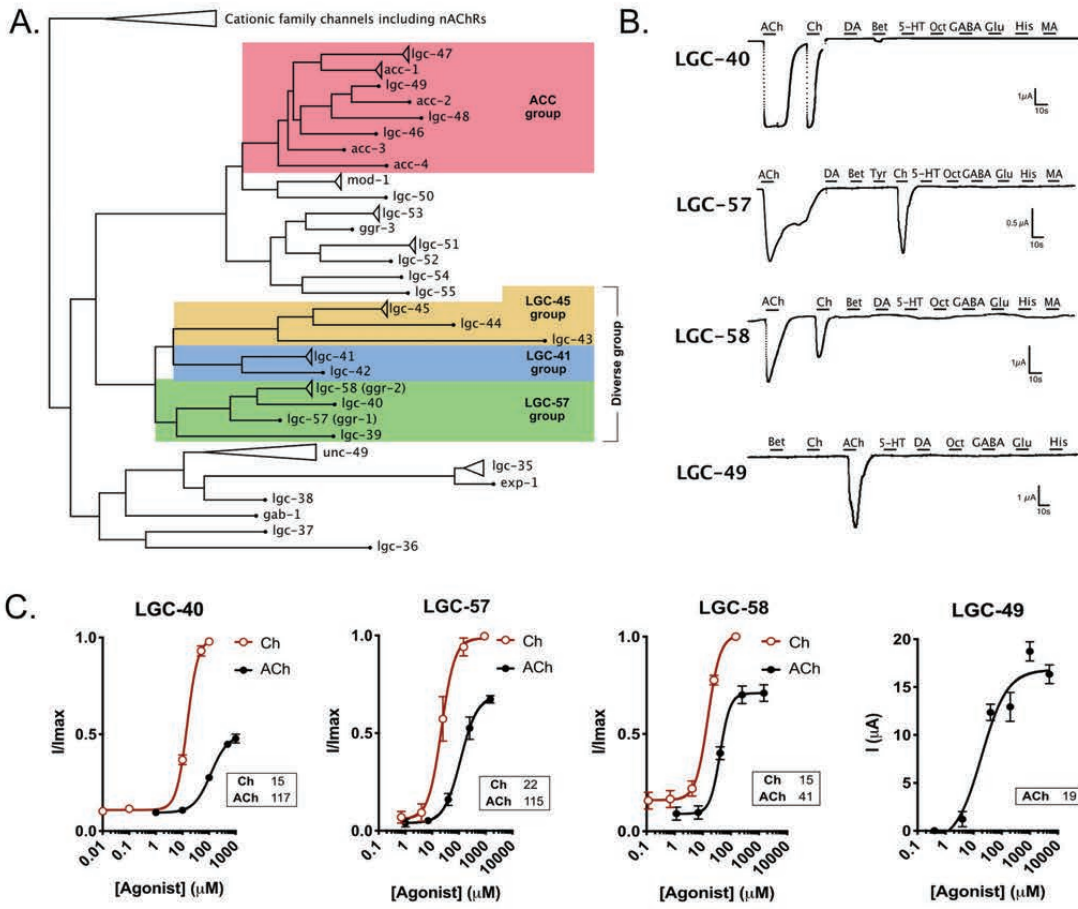 A.
Cationic family channels including nAChRs
lgc-47
acc-1
lgc-49
acc-2
lgc-48
lgc-46
acc-3
acc-4
ACC
group
mod-1
lgc-50
lgc-53
ggr-3
lgc-51
lgc-52
lgc-54
lgc-55
lgc-45
lgc-44
lgc-43
LGC-45
group
lgc-41
lgc-42
LGC-41
group
lgc-58 (ggr-2)
lgc-40
lgc-57 (ggr-1)
lgc-39
LGC-57
group
Diverse group
unc-49
lgc-35
exp-1
lgc-38
gab-1
lgc-37
lgc-36
B.
ACh Ch DA Bet 5-HT Oct GABA Glu His MA
LGC-40
1µA
10s
ACh DA Bet Tyr Ch 5-HT Oct GABA Glu His MA
LGC-57
0.5 µA
10s
ACh Ch Bet DA 5-HT Oct GABA Glu His MA
LGC-58
1µA
10s
Bet Ch ACh 5-HT DA Oct GABA Glu His
LGC-49
1 µA
10s
C.
LGC-40
I/Imax
1.0
0.5
0.0
Ch
ACh
Ch 15
ACh 117
0.01 0.1 1 10 100 1000
[Agonist] (µM)
LGC-57
I/Imax
1.0
0.5
0.0
Ch
ACh
Ch 22
ACh 115
0.1 1 10 100 1000 10000
[Agonist] (µM)
LGC-58
I/Imax
1.0
0.5
0.0
Ch
ACh
Ch 15
ACh 41
0.1 1 10 100 1000 10000
[Agonist] (µM)
LGC-49
I (µA)
20
15
10
5
0
ACh 19
0.1 1 10 100 1000 10000
[Agonist] (µM)